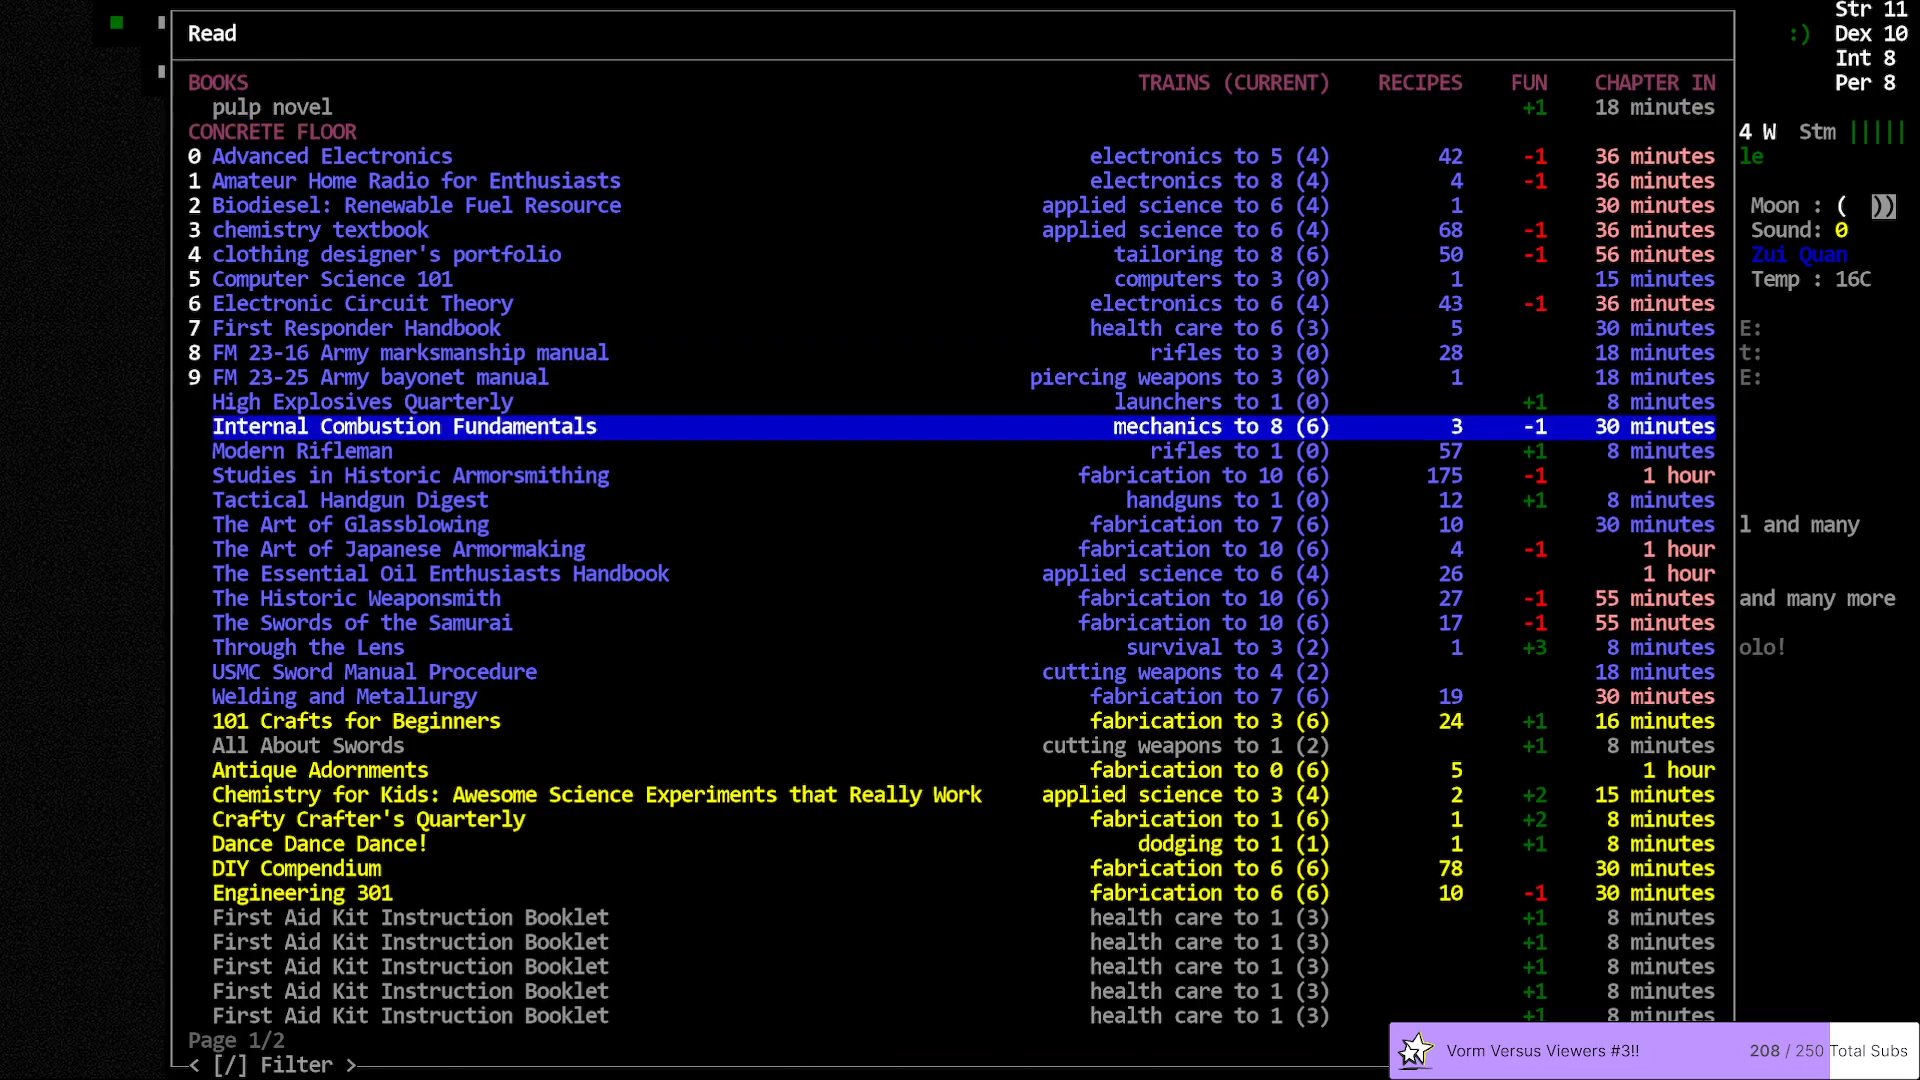 Str 11
Read
:) Dex 10
Int 8
BOOKS TRAINS (CURRENT) RECIPES FUN CHAPTER IN Per 8
pulp novel +1 18 minutes
CONCRETE FLOOR 4 W Stm |||||
0 Advanced Electronics electronics to 5 (4) 42 -1 36 minutes le
1 Amateur Home Radio for Enthusiasts electronics to 8 (4) 4 -1 36 minutes
2 Biodiesel: Renewable Fuel Resource applied science to 6 (4) 1 30 minutes Moon : ( ))
3 chemistry textbook applied science to 6 (4) 68 -1 36 minutes Sound: 0
4 clothing designer's portfolio tailoring to 8 (6) 50 -1 56 minutes Zui Quan
5 Computer Science 101 computers to 3 (0) 1 15 minutes Temp : 16C
6 Electronic Circuit Theory electronics to 6 (4) 43 -1 36 minutes
7 First Responder Handbook health care to 6 (3) 5 30 minutes E:
8 FM 23-16 Army marksmanship manual rifles to 3 (0) 28 18 minutes t:
9 FM 23-25 Army bayonet manual piercing weapons to 3 (0) 1 18 minutes E:
High Explosives Quarterly launchers to 1 (0) +1 8 minutes
Internal Combustion Fundamentals mechanics to 8 (6) 3 -1 30 minutes
Modern Rifleman rifles to 1 (0) 57 +1 8 minutes
Studies in Historic Armorsmithing fabrication to 10 (6) 175 -1 1 hour
Tactical Handgun Digest handguns to 1 (0) 12 +1 8 minutes
The Art of Glassblowing fabrication to 7 (6) 10 30 minutes l and many
The Art of Japanese Armormaking fabrication to 10 (6) 4 -1 1 hour
The Essential Oil Enthusiasts Handbook applied science to 6 (4) 26 1 hour
The Historic Weaponsmith fabrication to 10 (6) 27 -1 55 minutes and many more
The Swords of the Samurai fabrication to 10 (6) 17 -1 55 minutes
Through the Lens survival to 3 (2) 1 +3 8 minutes olo!
USMC Sword Manual Procedure cutting weapons to 4 (2) 18 minutes
Welding and Metallurgy fabrication to 7 (6) 19 30 minutes
101 Crafts for Beginners fabrication to 3 (6) 24 +1 16 minutes
All About Swords cutting weapons to 1 (2) +1 8 minutes
Antique Adornments fabrication to 0 (6) 5 1 hour
Chemistry for Kids: Awesome Science Experiments that Really Work applied science to 3 (4) 2 +2 15 minutes
Crafty Crafter's Quarterly fabrication to 1 (6) 1 +2 8 minutes
Dance Dance Dance! dodging to 1 (1) 1 +1 8 minutes
DIY Compendium fabrication to 6 (6) 78 30 minutes
Engineering 301 fabrication to 6 (6) 10 -1 30 minutes
First Aid Kit Instruction Booklet health care to 1 (3) +1 8 minutes
First Aid Kit Instruction Booklet health care to 1 (3) +1 8 minutes
First Aid Kit Instruction Booklet health care to 1 (3) +1 8 minutes
First Aid Kit Instruction Booklet health care to 1 (3) +1 8 minutes
First Aid Kit Instruction Booklet health care to 1 (3) +1 8 minutes
Page 1/2
< [/] Filter >
Vorm Versus Viewers #3!! 208 / 250 Total Subs